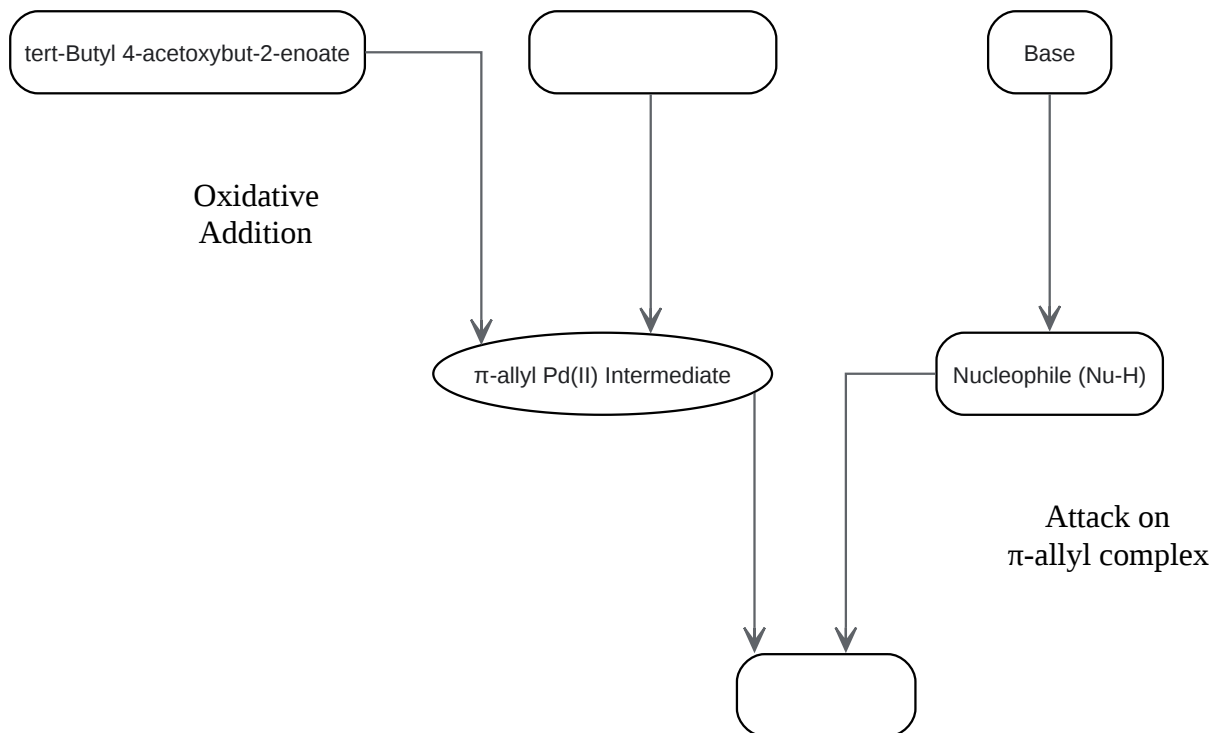 tert-Butyl 4-acetoxybut-2-enoate
Base
Oxidative
Addition
π-allyl Pd(II) Intermediate
Nucleophile (Nu-H)
Attack on
π-allyl complex